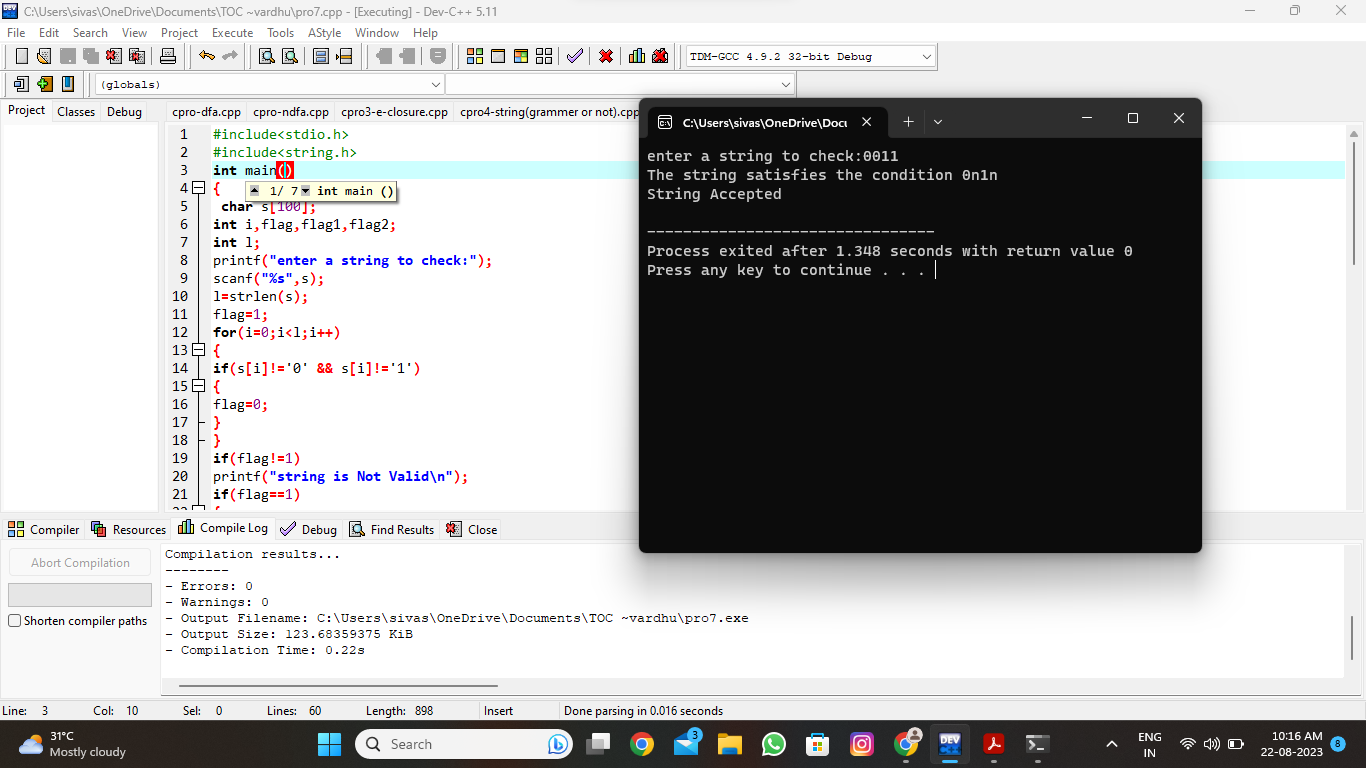 C:\Users\sivas\OneDrive\Documents\TOC ~vardhu\pro7.cpp - [Executing] - Dev-C++ 5.11
File Edit Search View Project Execute Tools AStyle Window Help
TDM-GCC 4.9.2 32-bit Debug
(globals)
Project Classes Debug
cpro-dfa.cpp cpro-ndfa.cpp cpro3-e-closure.cpp cpro4-string(grammer or not).cpp
1 #include<stdio.h>
2 #include<string.h>
3 int main()
4 {
1/ 7 int main ()
5 char s[100];
6 int i,flag,flag1,flag2;
7 int l;
8 printf("enter a string to check:");
9 scanf("%s",s);
10 l=strlen(s);
11 flag=1;
12 for(i=0;i<l;i++)
13 {
14 if(s[i]!='0' && s[i]!='1')
15 {
16 flag=0;
17 }
18 }
19 if(flag!=1)
20 printf("string is Not Valid\n");
21 if(flag==1)
C:\Users\sivas\OneDrive\Docu
enter a string to check:0011
The string satisfies the condition 0n1n
String Accepted
--------------------------------
Process exited after 1.348 seconds with return value 0
Press any key to continue . . .
Compiler Resources Compile Log Debug Find Results Close
Abort Compilation
Shorten compiler paths
Compilation results...
--------
- Errors: 0
- Warnings: 0
- Output Filename: C:\Users\sivas\OneDrive\Documents\TOC ~vardhu\pro7.exe
- Output Size: 123.68359375 KiB
- Compilation Time: 0.22s
Line: 3 Col: 10 Sel: 0 Lines: 60 Length: 898 Insert Done parsing in 0.016 seconds
31°C
Mostly cloudy
Search
3
DEV
ENG
IN
10:16 AM
22-08-2023
8